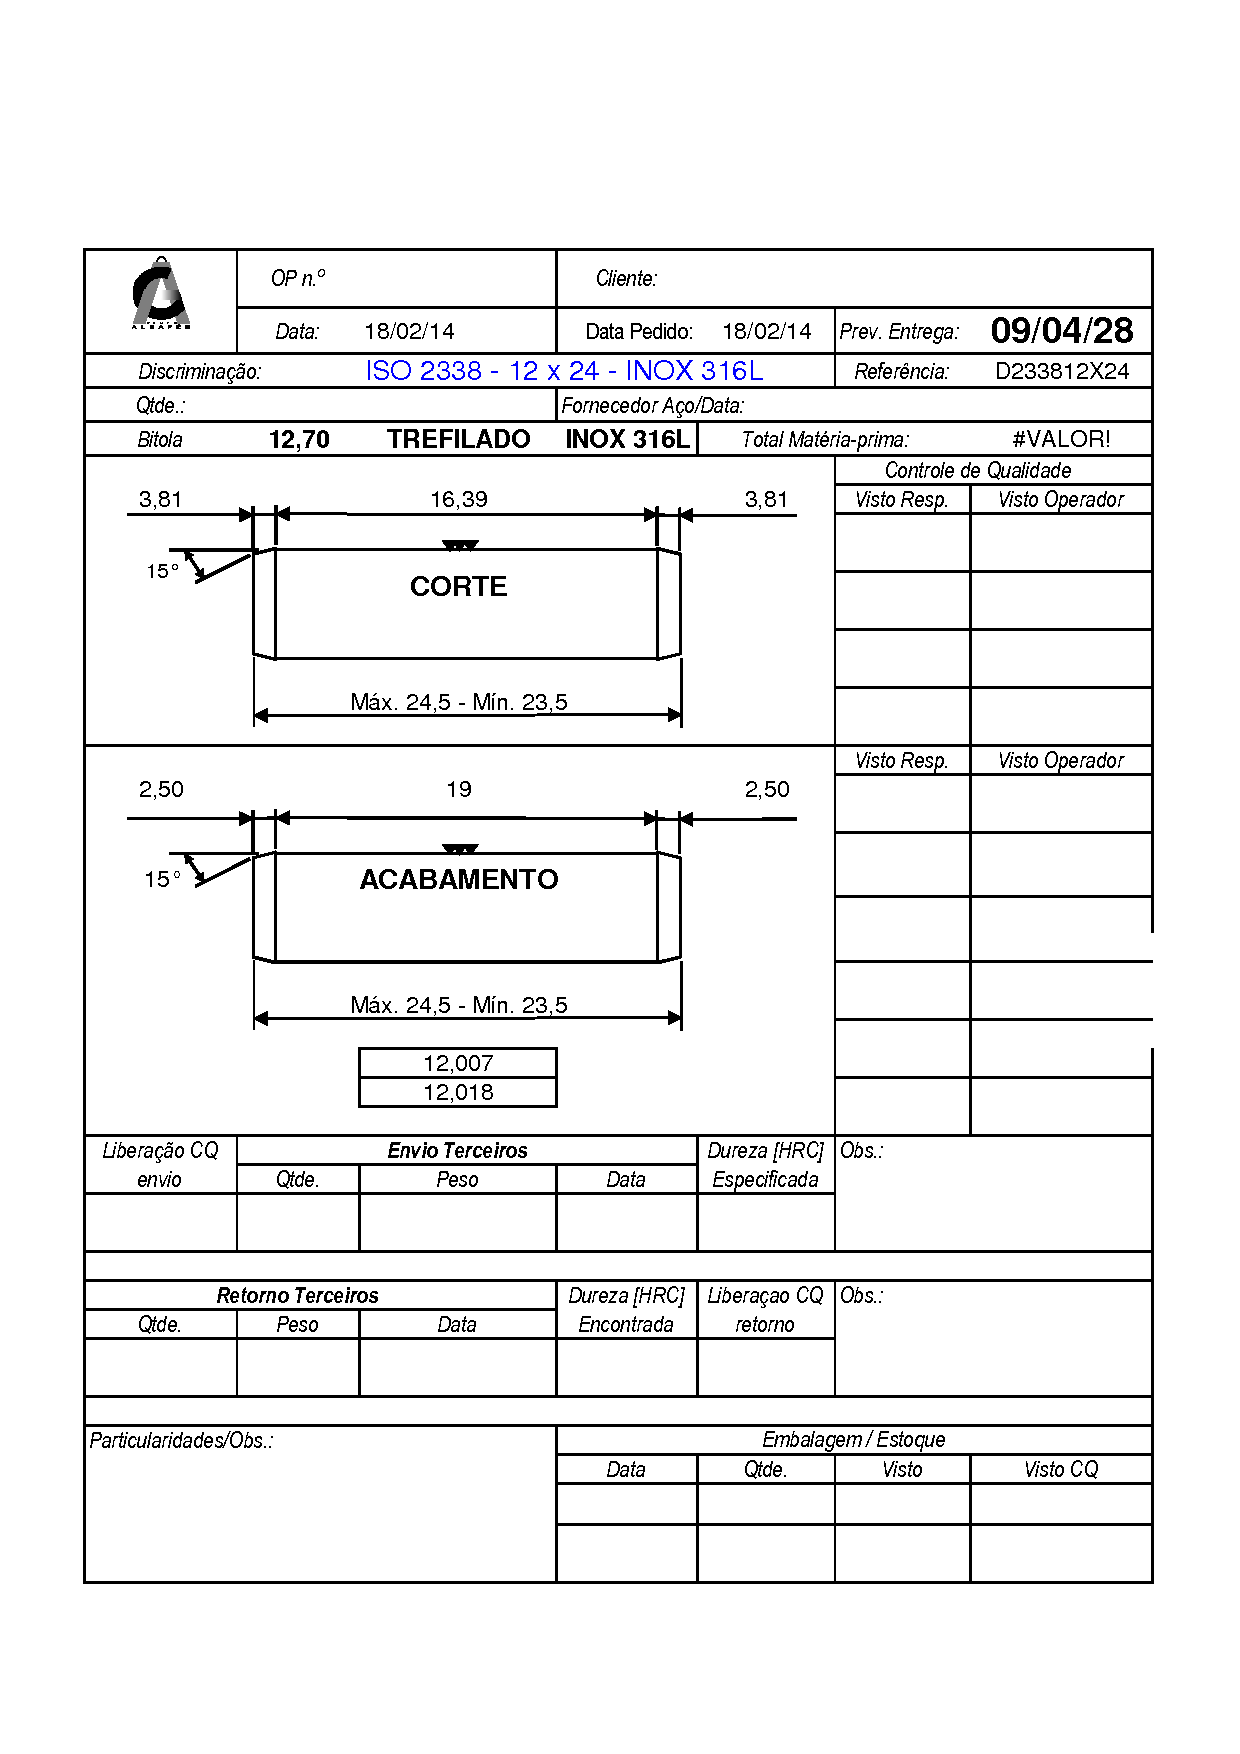 ALBAFER
OP n.º
Cliente:
Data: 18/02/14
Data Pedido: 18/02/14
Prev. Entrega: 09/04/28
Discriminação: ISO 2338 - 12 x 24 - INOX 316L
Referência: D233812X24
Qtde.:
Fornecedor Aço/Data:
Bitola 12,70 TREFILADO INOX 316L
Total Matéria-prima: #VALOR!
Controle de Qualidade
Visto Resp. Visto Operador
3,81 16,39 3,81
15°
CORTE
Máx. 24,5 - Mín. 23,5
Visto Resp. Visto Operador
2,50 19 2,50
15°
ACABAMENTO
Máx. 24,5 - Mín. 23,5
12,007
12,018
Liberação CQ
envio
Envio Terceiros
Qtde. Peso Data
Dureza [HRC]
Especificada
Obs.:
Retorno Terceiros
Qtde. Peso Data
Dureza [HRC]
Encontrada
Liberaçao CQ
retorno
Obs.:
Particularidades/Obs.:
Embalagem / Estoque
Data Qtde. Visto Visto CQ